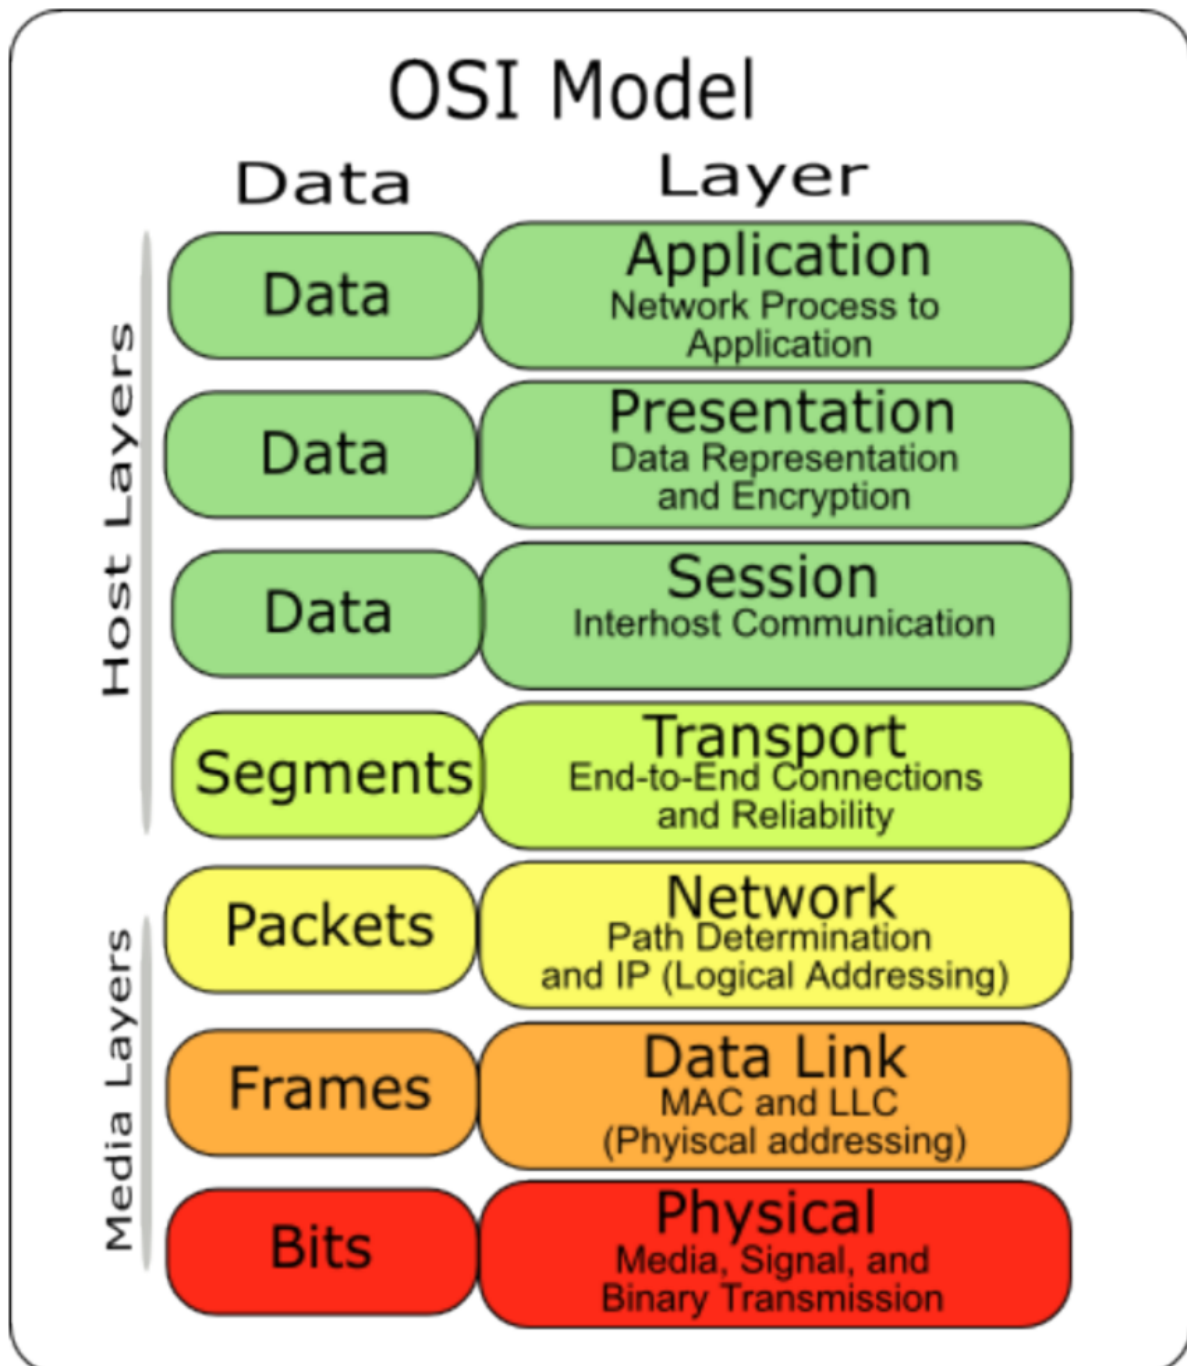 OSI Model
Data
Layer
Host Layers
Data
Application
Network Process to
Application
Data
Presentation
Data Representation
and Encryption
Data
Session
Interhost Communication
Segments
Transport
End-to-End Connections
and Reliability
Media Layers
Packets
Network
Path Determination
and IP (Logical Addressing)
Frames
Data Link
MAC and LLC
(Phyiscal addressing)
Bits
Physical
Media, Signal, and
Binary Transmission